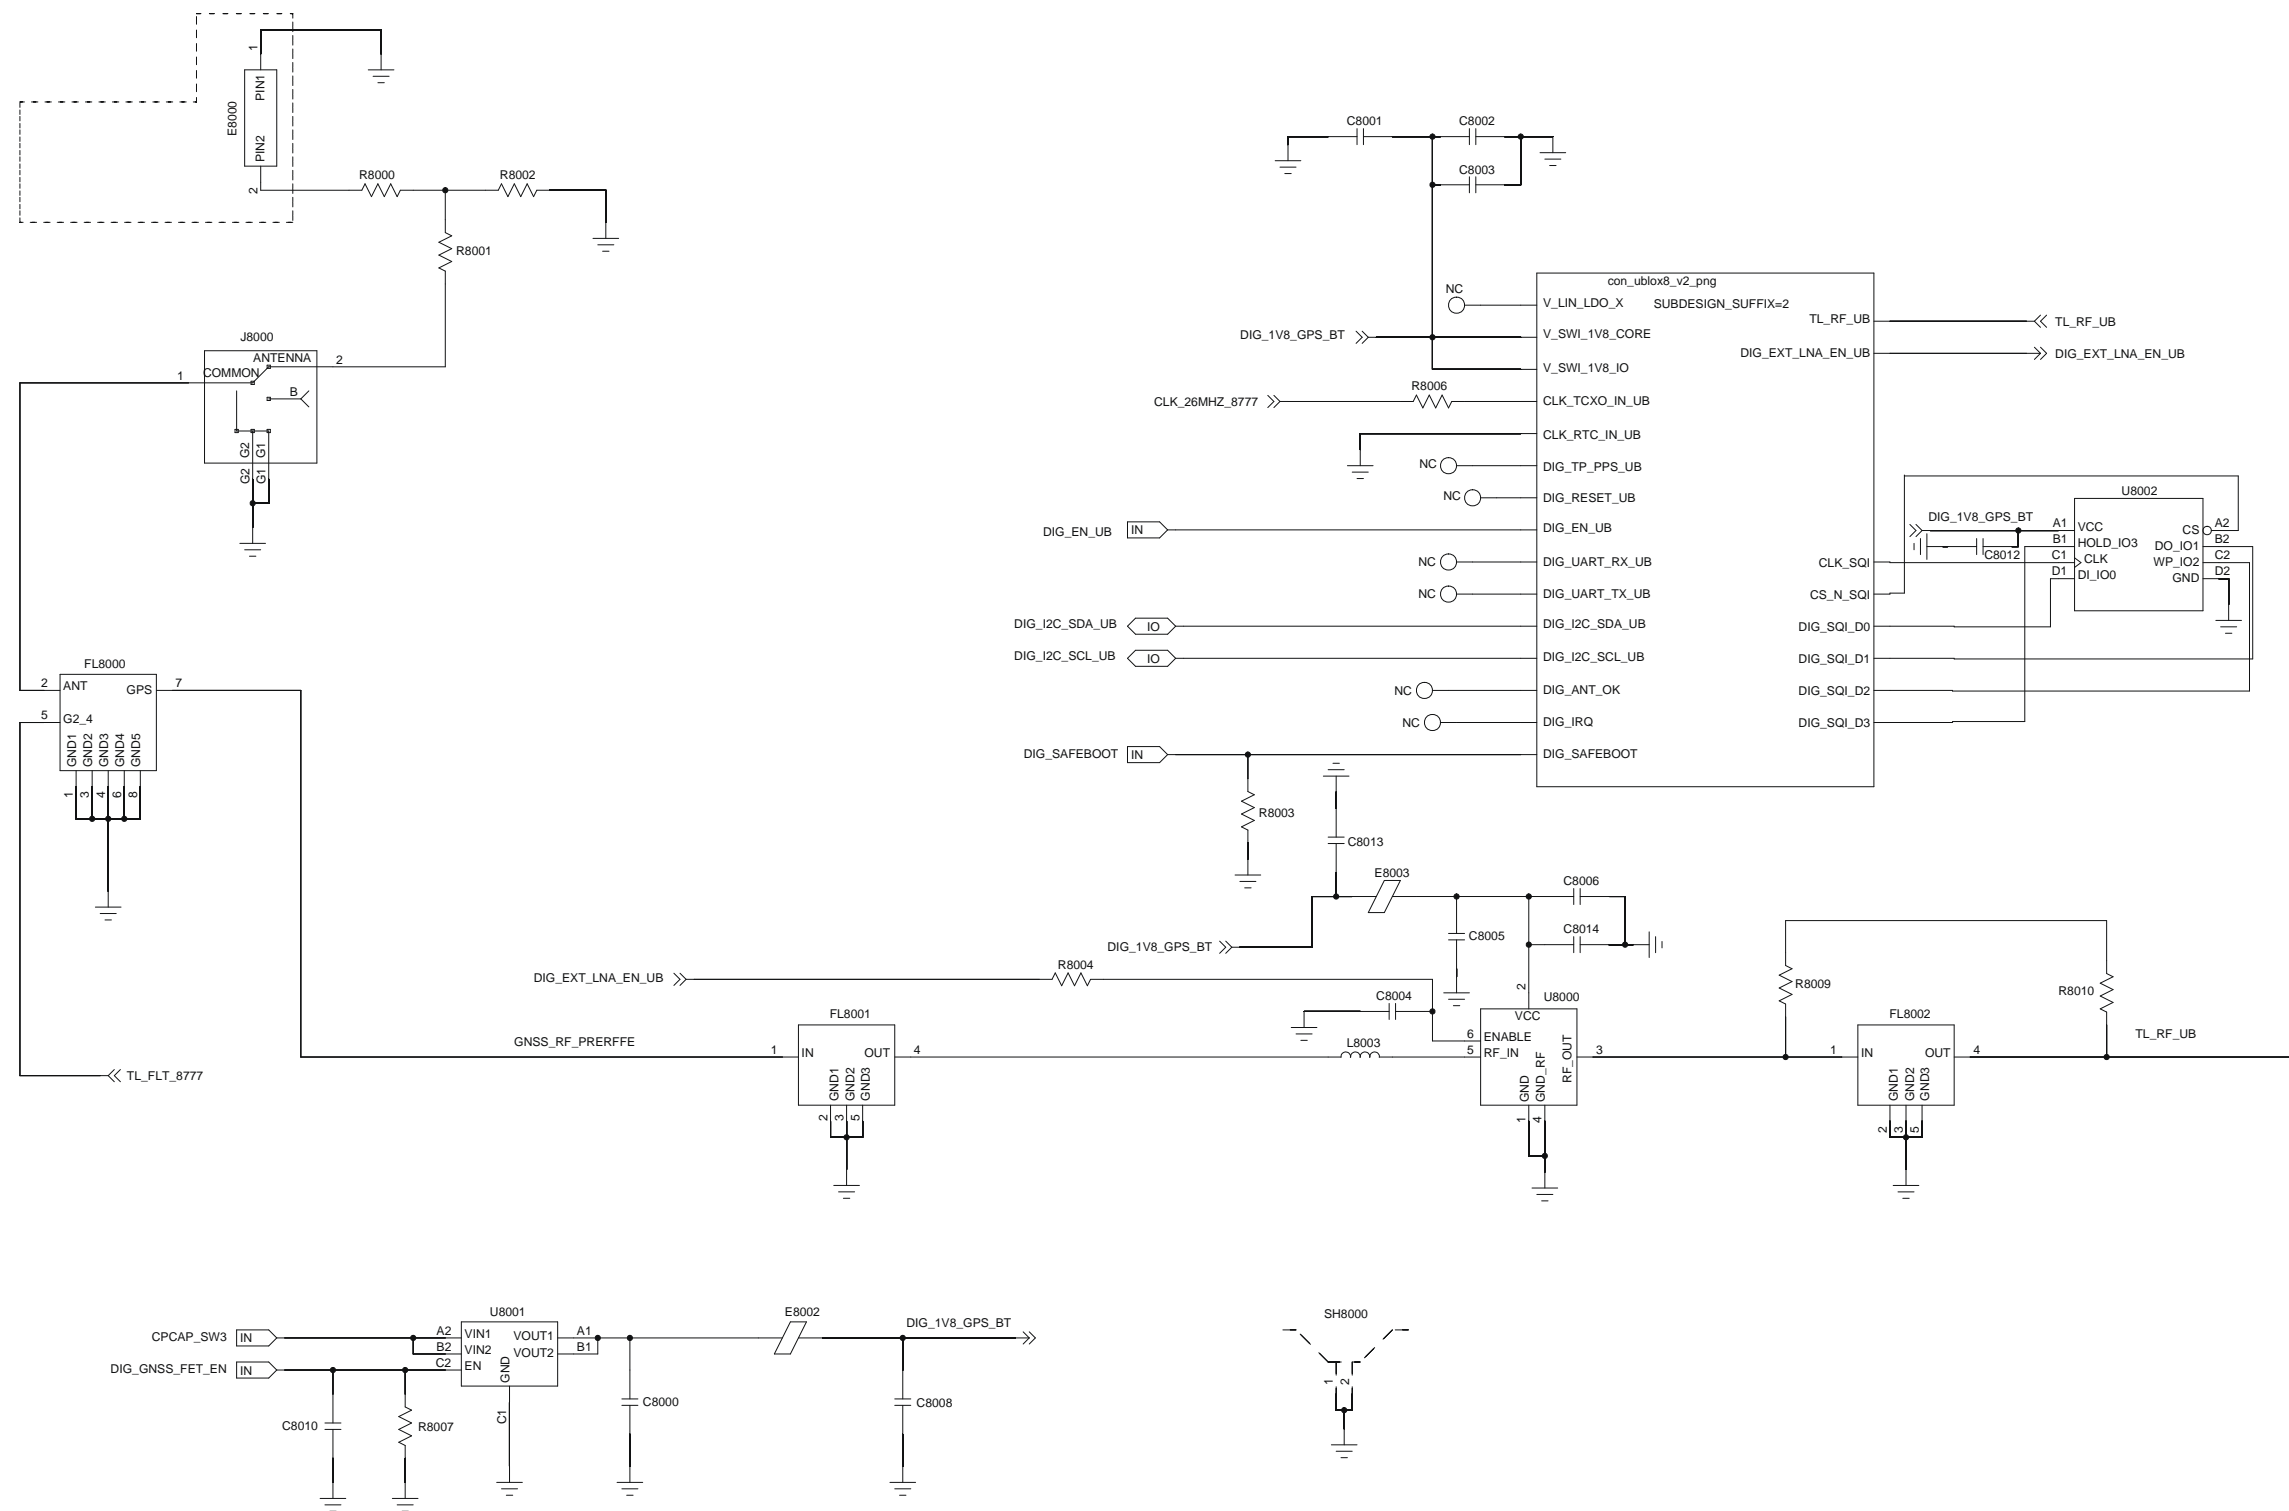 1
PIN1
E8000
PIN2
2
R8000
R8002
R8001
J8000
ANTENNA
2
1
COMMON
B
G2
G1
G2
G1
FL8000
2
ANT
GPS
7
5
G2_4
GND1
GND2
GND3
GND4
GND5
1
3
4
6
8
TL_FLT_8777
C8001
C8002
C8003
con_ublox8_v2_png
SUBDESIGN_SUFFIX=2
NC
V_LIN_LDO_X
DIG_1V8_GPS_BT
V_SWI_1V8_CORE
V_SWI_1V8_IO
R8006
CLK_26MHZ_8777
CLK_TCXO_IN_UB
CLK_RTC_IN_UB
NC
DIG_TP_PPS_UB
NC
DIG_RESET_UB
DIG_EN_UB
IN
DIG_EN_UB
NC
DIG_UART_RX_UB
NC
DIG_UART_TX_UB
DIG_I2C_SDA_UB
IO
DIG_I2C_SDA_UB
DIG_I2C_SCL_UB
IO
DIG_I2C_SCL_UB
NC
DIG_ANT_OK
NC
DIG_IRQ
DIG_SAFEBOOT
IN
DIG_SAFEBOOT
TL_RF_UB
TL_RF_UB
DIG_EXT_LNA_EN_UB
DIG_EXT_LNA_EN_UB
CLK_SQI
CS_N_SQI
DIG_SQI_D0
DIG_SQI_D1
DIG_SQI_D2
DIG_SQI_D3
U8002
DIG_1V8_GPS_BT
C8012
A1
VCC
B1
HOLD_IO3
C1
CLK
D1
DI_IO0
CS
A2
DO_IO1
B2
WP_IO2
C2
GND
D2
R8003
C8013
E8003
C8006
C8005
C8014
DIG_1V8_GPS_BT
DIG_EXT_LNA_EN_UB
R8004
C8004
2
U8000
VCC
6
ENABLE
5
RF_IN
RF_OUT
3
GND
GND_RF
1
4
GNSS_RF_PRERFFE
FL8001
1
IN
OUT
4
GND1
GND2
GND3
2
3
5
L8003
R8009
R8010
FL8002
1
IN
OUT
4
GND1
GND2
GND3
2
3
5
TL_RF_UB
U8001
CPCAP_SW3
IN
A2
VIN1
B2
VIN2
DIG_GNSS_FET_EN
IN
C2
EN
VOUT1
A1
VOUT2
B1
GND
C1
C8010
R8007
C8000
E8002
DIG_1V8_GPS_BT
C8008
SH8000
1
2